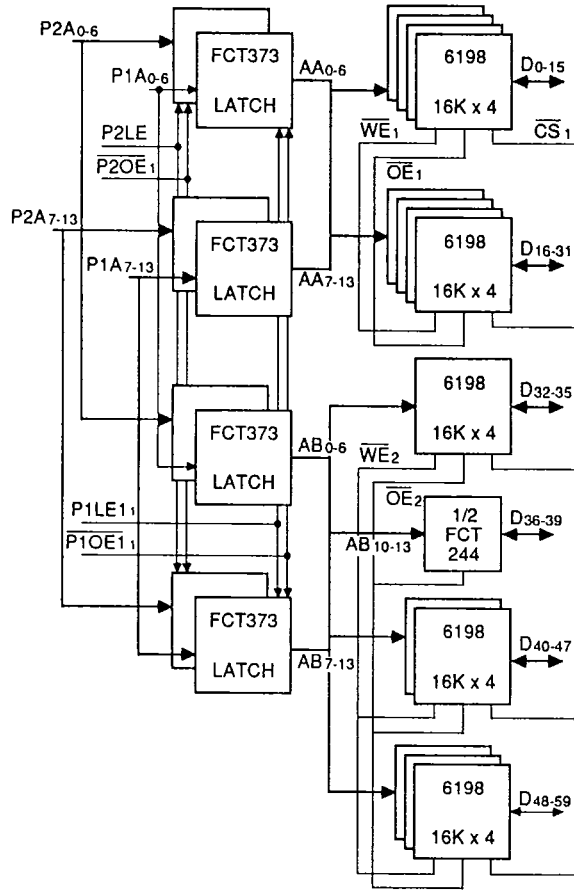 P2A0-6
FCT373
LATCH
P1A0-6
AA0-6
6198
16K x 4
D0-15
WE1
CS1
OE1
P2LE
P2OE1
P2A7-13
FCT373
LATCH
P1A7-13
AA7-13
6198
16K x 4
D16-31
FCT373
LATCH
AB0-6
6198
16K x 4
D32-35
WE2
OE2
P1LE11
P1OE11
1/2
FCT
244
D36-39
AB10-13
FCT373
LATCH
AB7-13
6198
16K x 4
D40-47
6198
16K x 4
D48-59